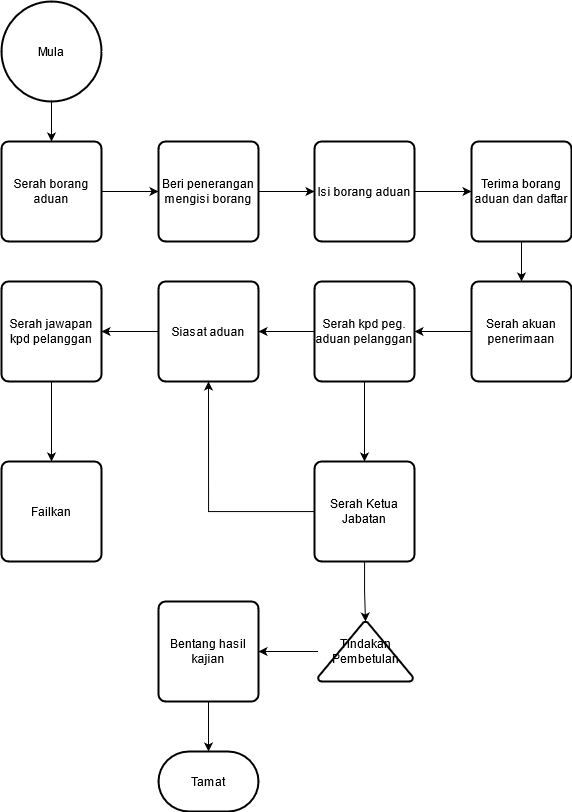 Mula
Serah borang
aduan
Beri penerangan
mengisi borang
Isi borang aduan
Terima borang
aduan dan daftar
Serah jawapan
kpd pelanggan
Siasat aduan
Serah kpd peg.
aduan pelanggan
Serah akuan
penerimaan
Failkan
Serah Ketua
Jabatan
Bentang hasil
kajian
Tindakan
Pembetulan
Tamat